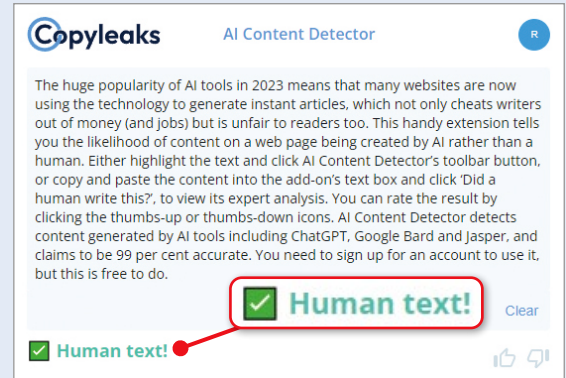 Copyleaks
AI Content Detector
R
The huge popularity of AI tools in 2023 means that many websites are now
using the technology to generate instant articles, which not only cheats writers
out of money (and jobs) but is unfair to readers too. This handy extension tells
you the likelihood of content on a web page being created by AI rather than a
human. Either highlight the text and click AI Content Detector’s toolbar button,
or copy and paste the content into the add-on’s text box and click ‘Did a
human write this?’, to view its expert analysis. You can rate the result by
clicking the thumbs-up or thumbs-down icons. AI Content Detector detects
content generated by AI tools including ChatGPT, Google Bard and Jasper, and
claims to be 99 per cent accurate. You need to sign up for an account to use it,
but this is free to do.
Human text!
Clear
Human text!